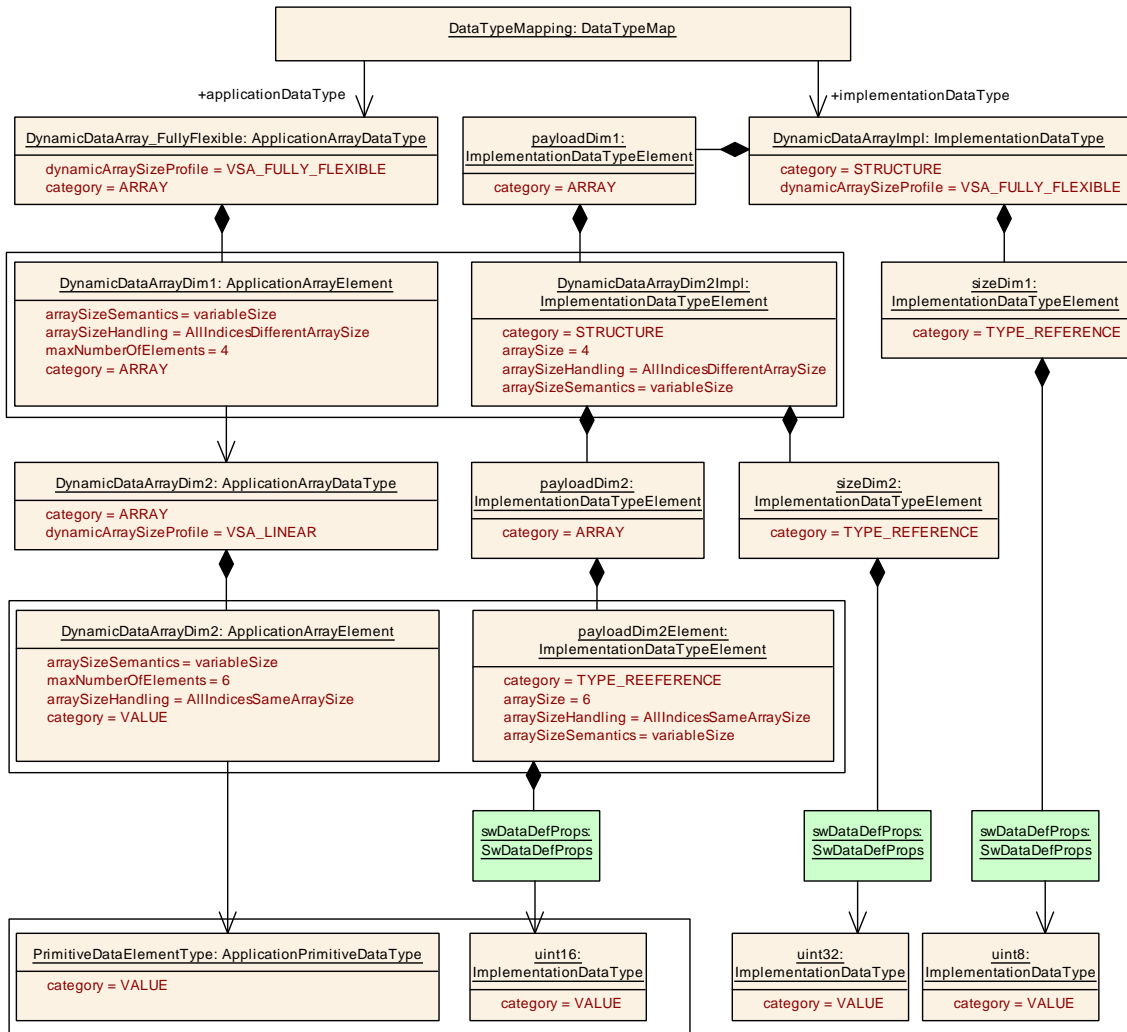 DataTypeMapping: DataTypeMap
+applicationDataType
+implementationDataType
DynamicDataArray_FullyFlexible: ApplicationArrayDataType
dynamicArraySizeProfile = VSA_FULLY_FLEXIBLE
category = ARRAY
payloadDim1:
ImplementationDataTypeElement
category = ARRAY
DynamicDataArrayImpl: ImplementationDataType
category = STRUCTURE
dynamicArraySizeProfile = VSA_FULLY_FLEXIBLE
DynamicDataArrayDim1: ApplicationArrayElement
arraySizeSemantics = variableSize
arraySizeHandling = AllIndicesDifferentArraySize
maxNumberOfElements = 4
category = ARRAY
DynamicDataArrayDim2Impl:
ImplementationDataTypeElement
category = STRUCTURE
arraySize = 4
arraySizeHandling = AllIndicesDifferentArraySize
arraySizeSemantics = variableSize
sizeDim1:
ImplementationDataTypeElement
category = TYPE_REFERENCE
DynamicDataArrayDim2: ApplicationArrayDataType
category = ARRAY
dynamicArraySizeProfile = VSA_LINEAR
payloadDim2:
ImplementationDataTypeElement
category = ARRAY
sizeDim2:
ImplementationDataTypeElement
category = TYPE_REFERENCE
DynamicDataArrayDim2: ApplicationArrayElement
arraySizeSemantics = variableSize
maxNumberOfElements = 6
arraySizeHandling = AllIndicesSameArraySize
category = VALUE
payloadDim2Element:
ImplementationDataTypeElement
category = TYPE_REEFERENCE
arraySize = 6
arraySizeHandling = AllIndicesSameArraySize
arraySizeSemantics = variableSize
swDataDefProps:
SwDataDefProps
swDataDefProps:
SwDataDefProps
swDataDefProps:
SwDataDefProps
PrimitiveDataElementType: ApplicationPrimitiveDataType
category = VALUE
uint16:
ImplementationDataType
category = VALUE
uint32:
ImplementationDataType
category = VALUE
uint8:
ImplementationDataType
category = VALUE